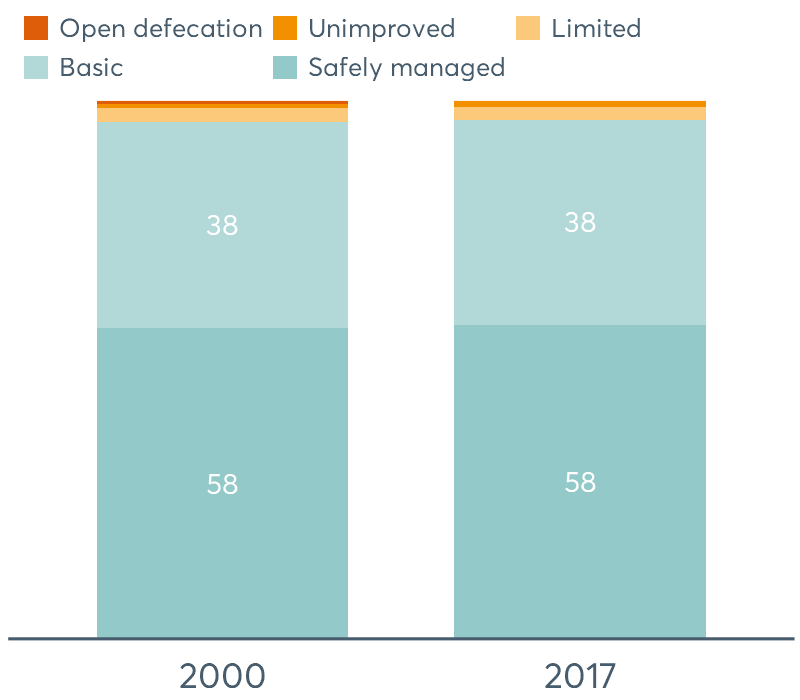 Open defecation Unimproved Limited
Basic Safely managed
38 38
58 58
2000 2017